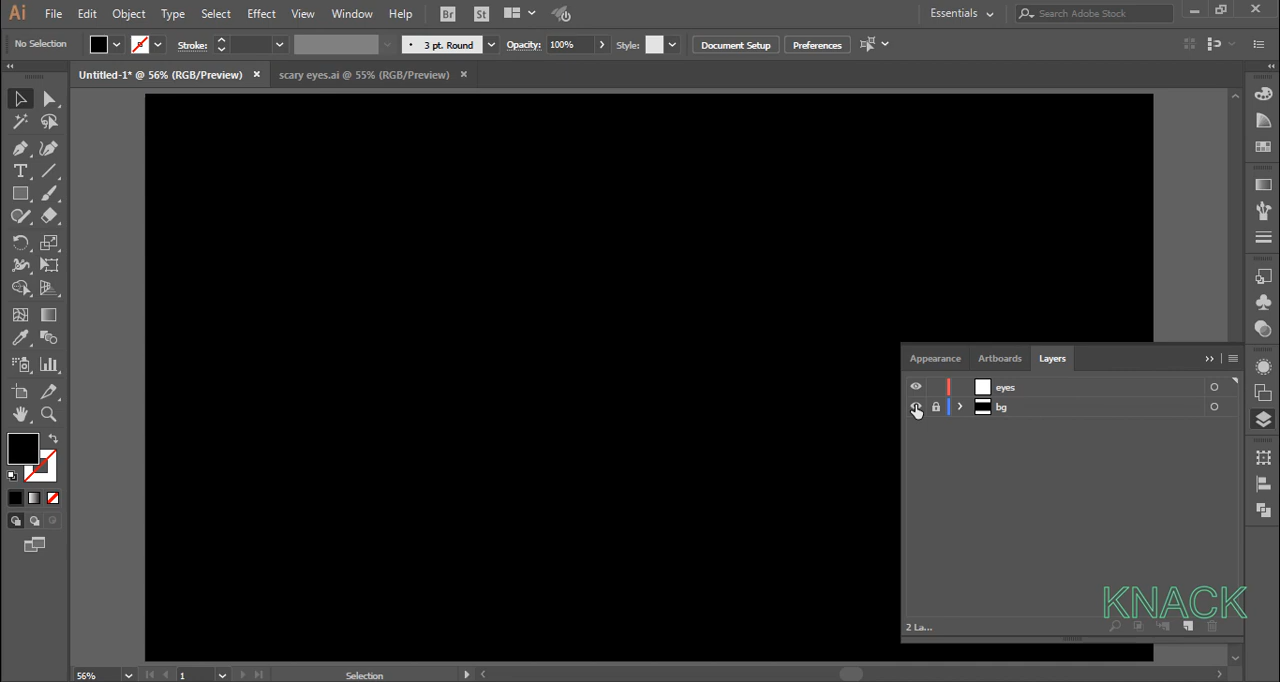 Ai File Edit Object Type Select Effect View Window Help Br St Essentials Search Adobe Stock
No Selection Stroke: 3 pt. Round Opacity: 100% Style: Document Setup Preferences
Untitled-1* @ 56% (RGB/Preview) × scary eyes.ai @ 55% (RGB/Preview) ×
Appearance Artboards Layers
eyes
bg
KNACK
2 La...
56% 1 Selection